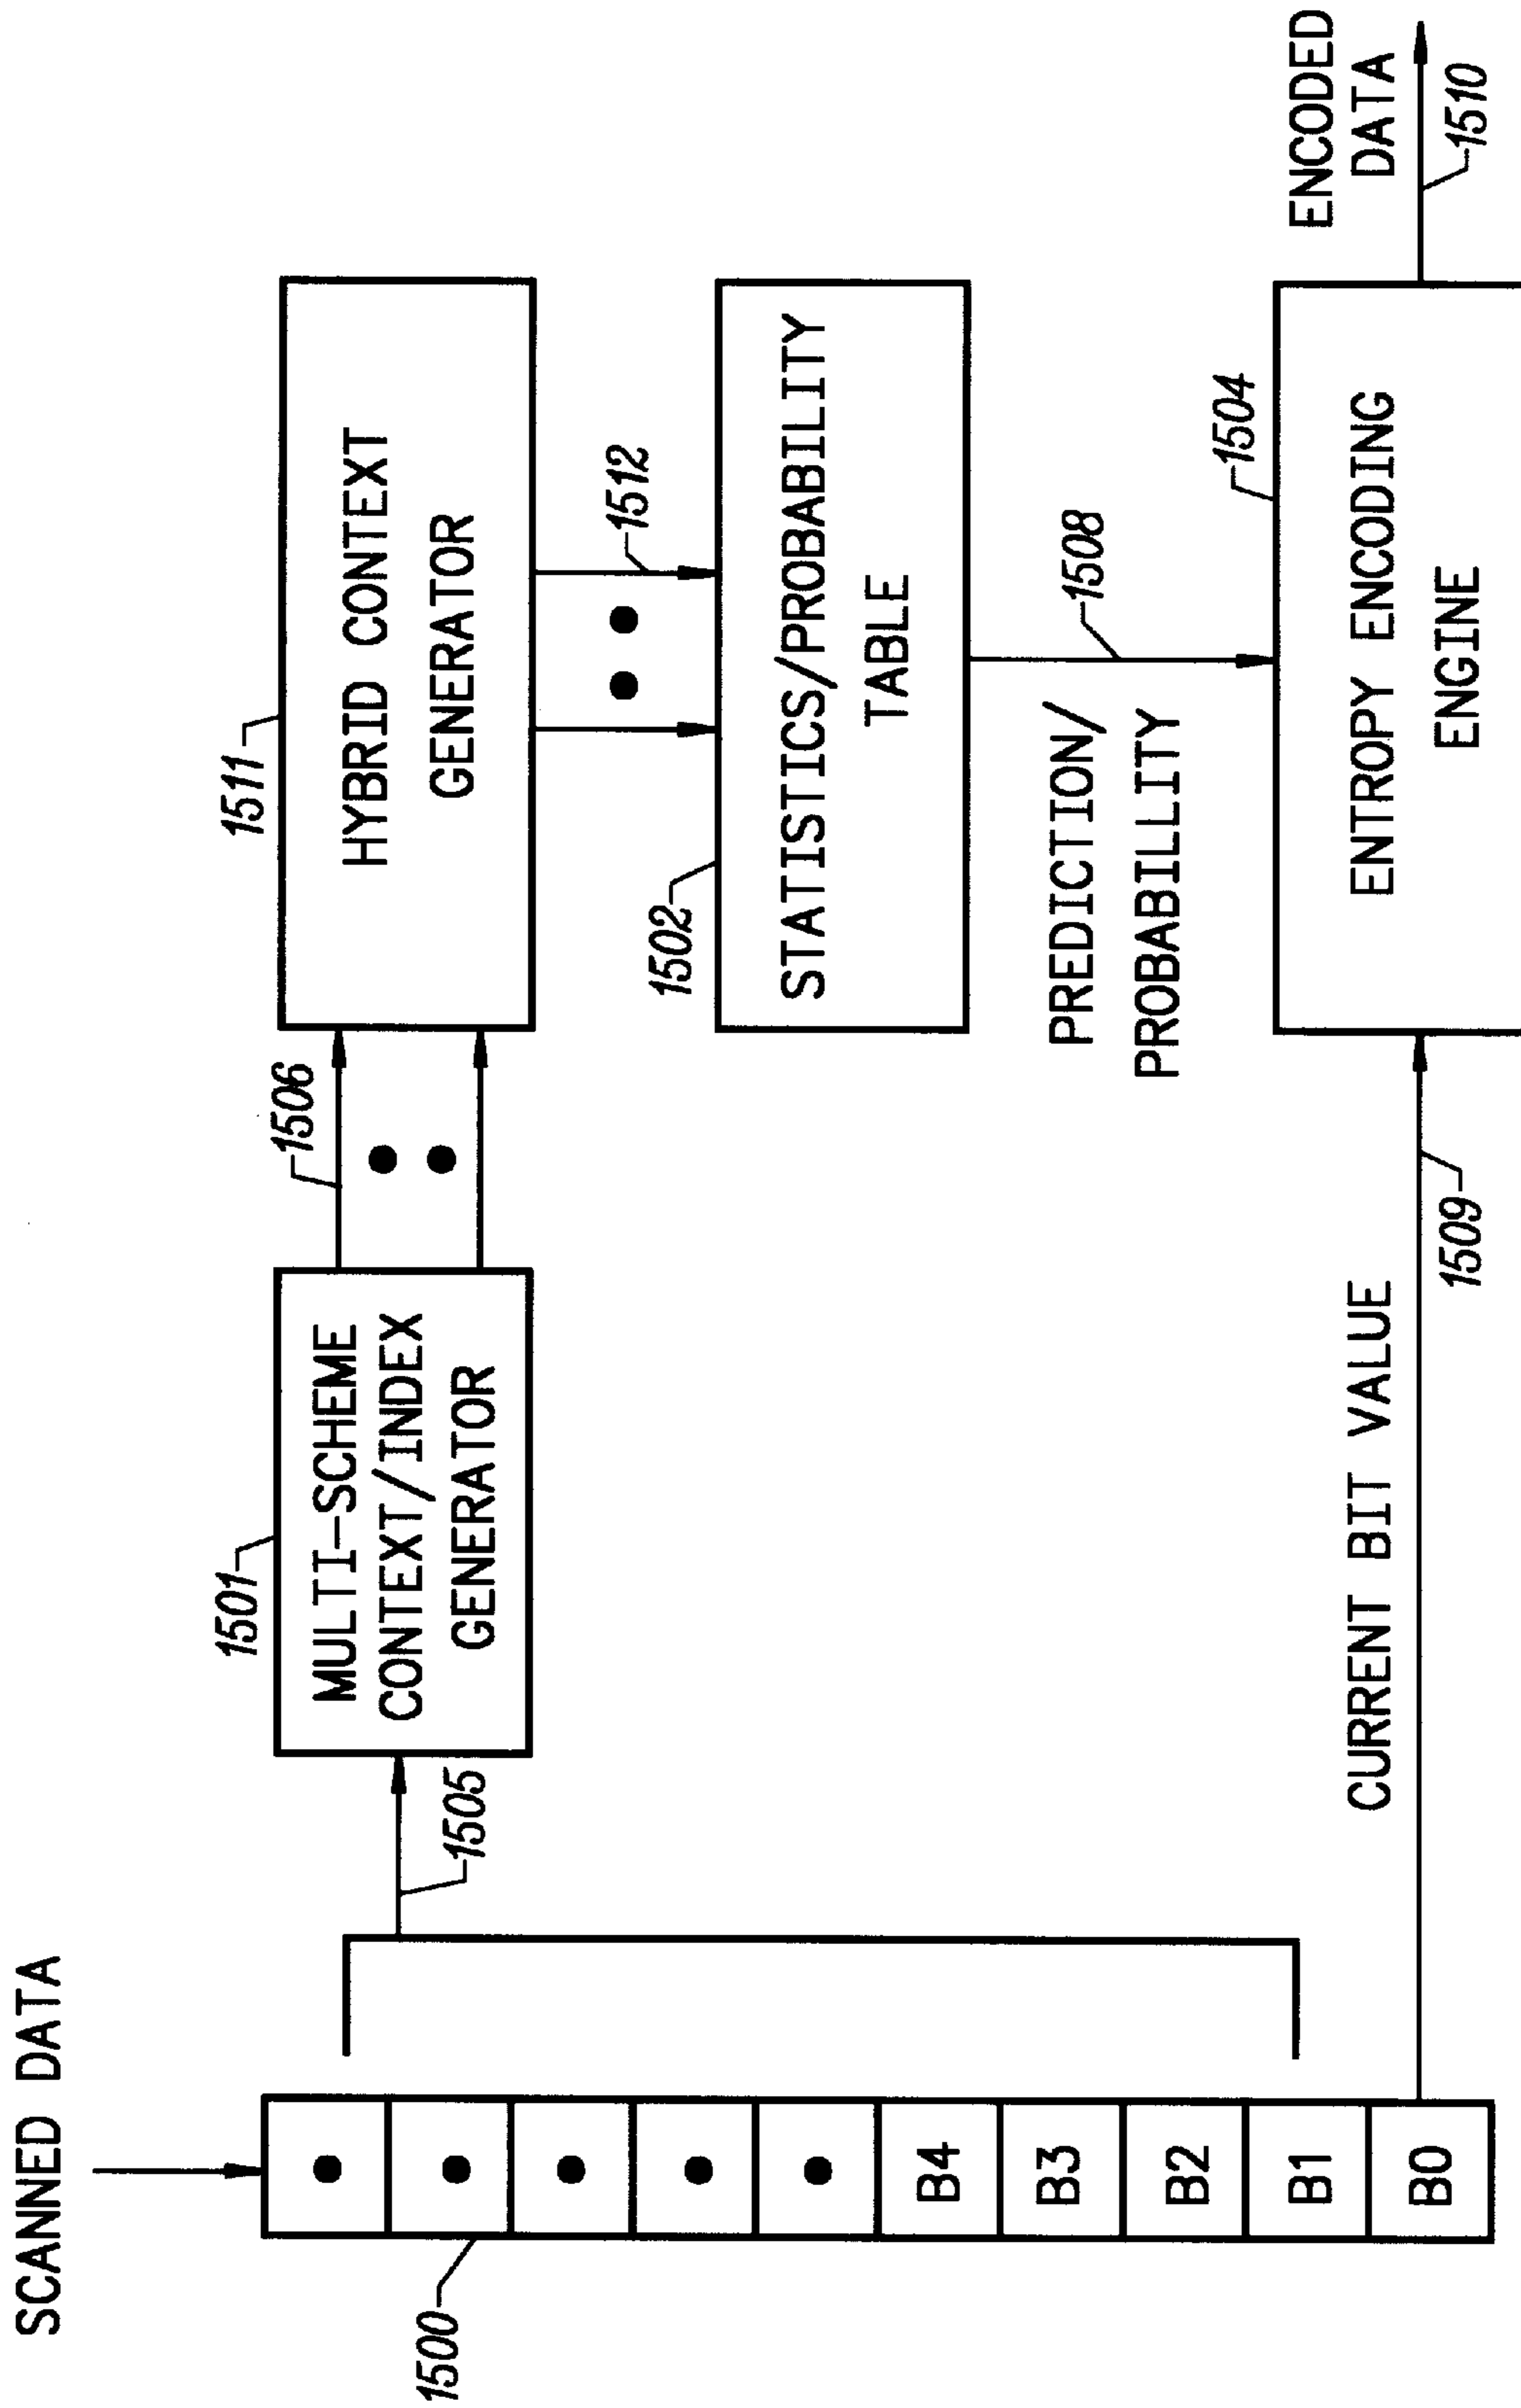 SCANNED DATA
1500
•
•
•
•
•
B4
B3
B2
B1
B0
1505
1501
MULTI-SCHEME
CONTEXT/INDEX
GENERATOR
1506
• •
1511
HYBRID CONTEXT
GENERATOR
• •
1512
1502
STATISTICS/PROBABILITY
TABLE
PREDICTION/
PROBABILLITY
1508
1504
ENTROPY ENCODING
ENGINE
CURRENT BIT VALUE
1509
ENCODED
DATA
1510